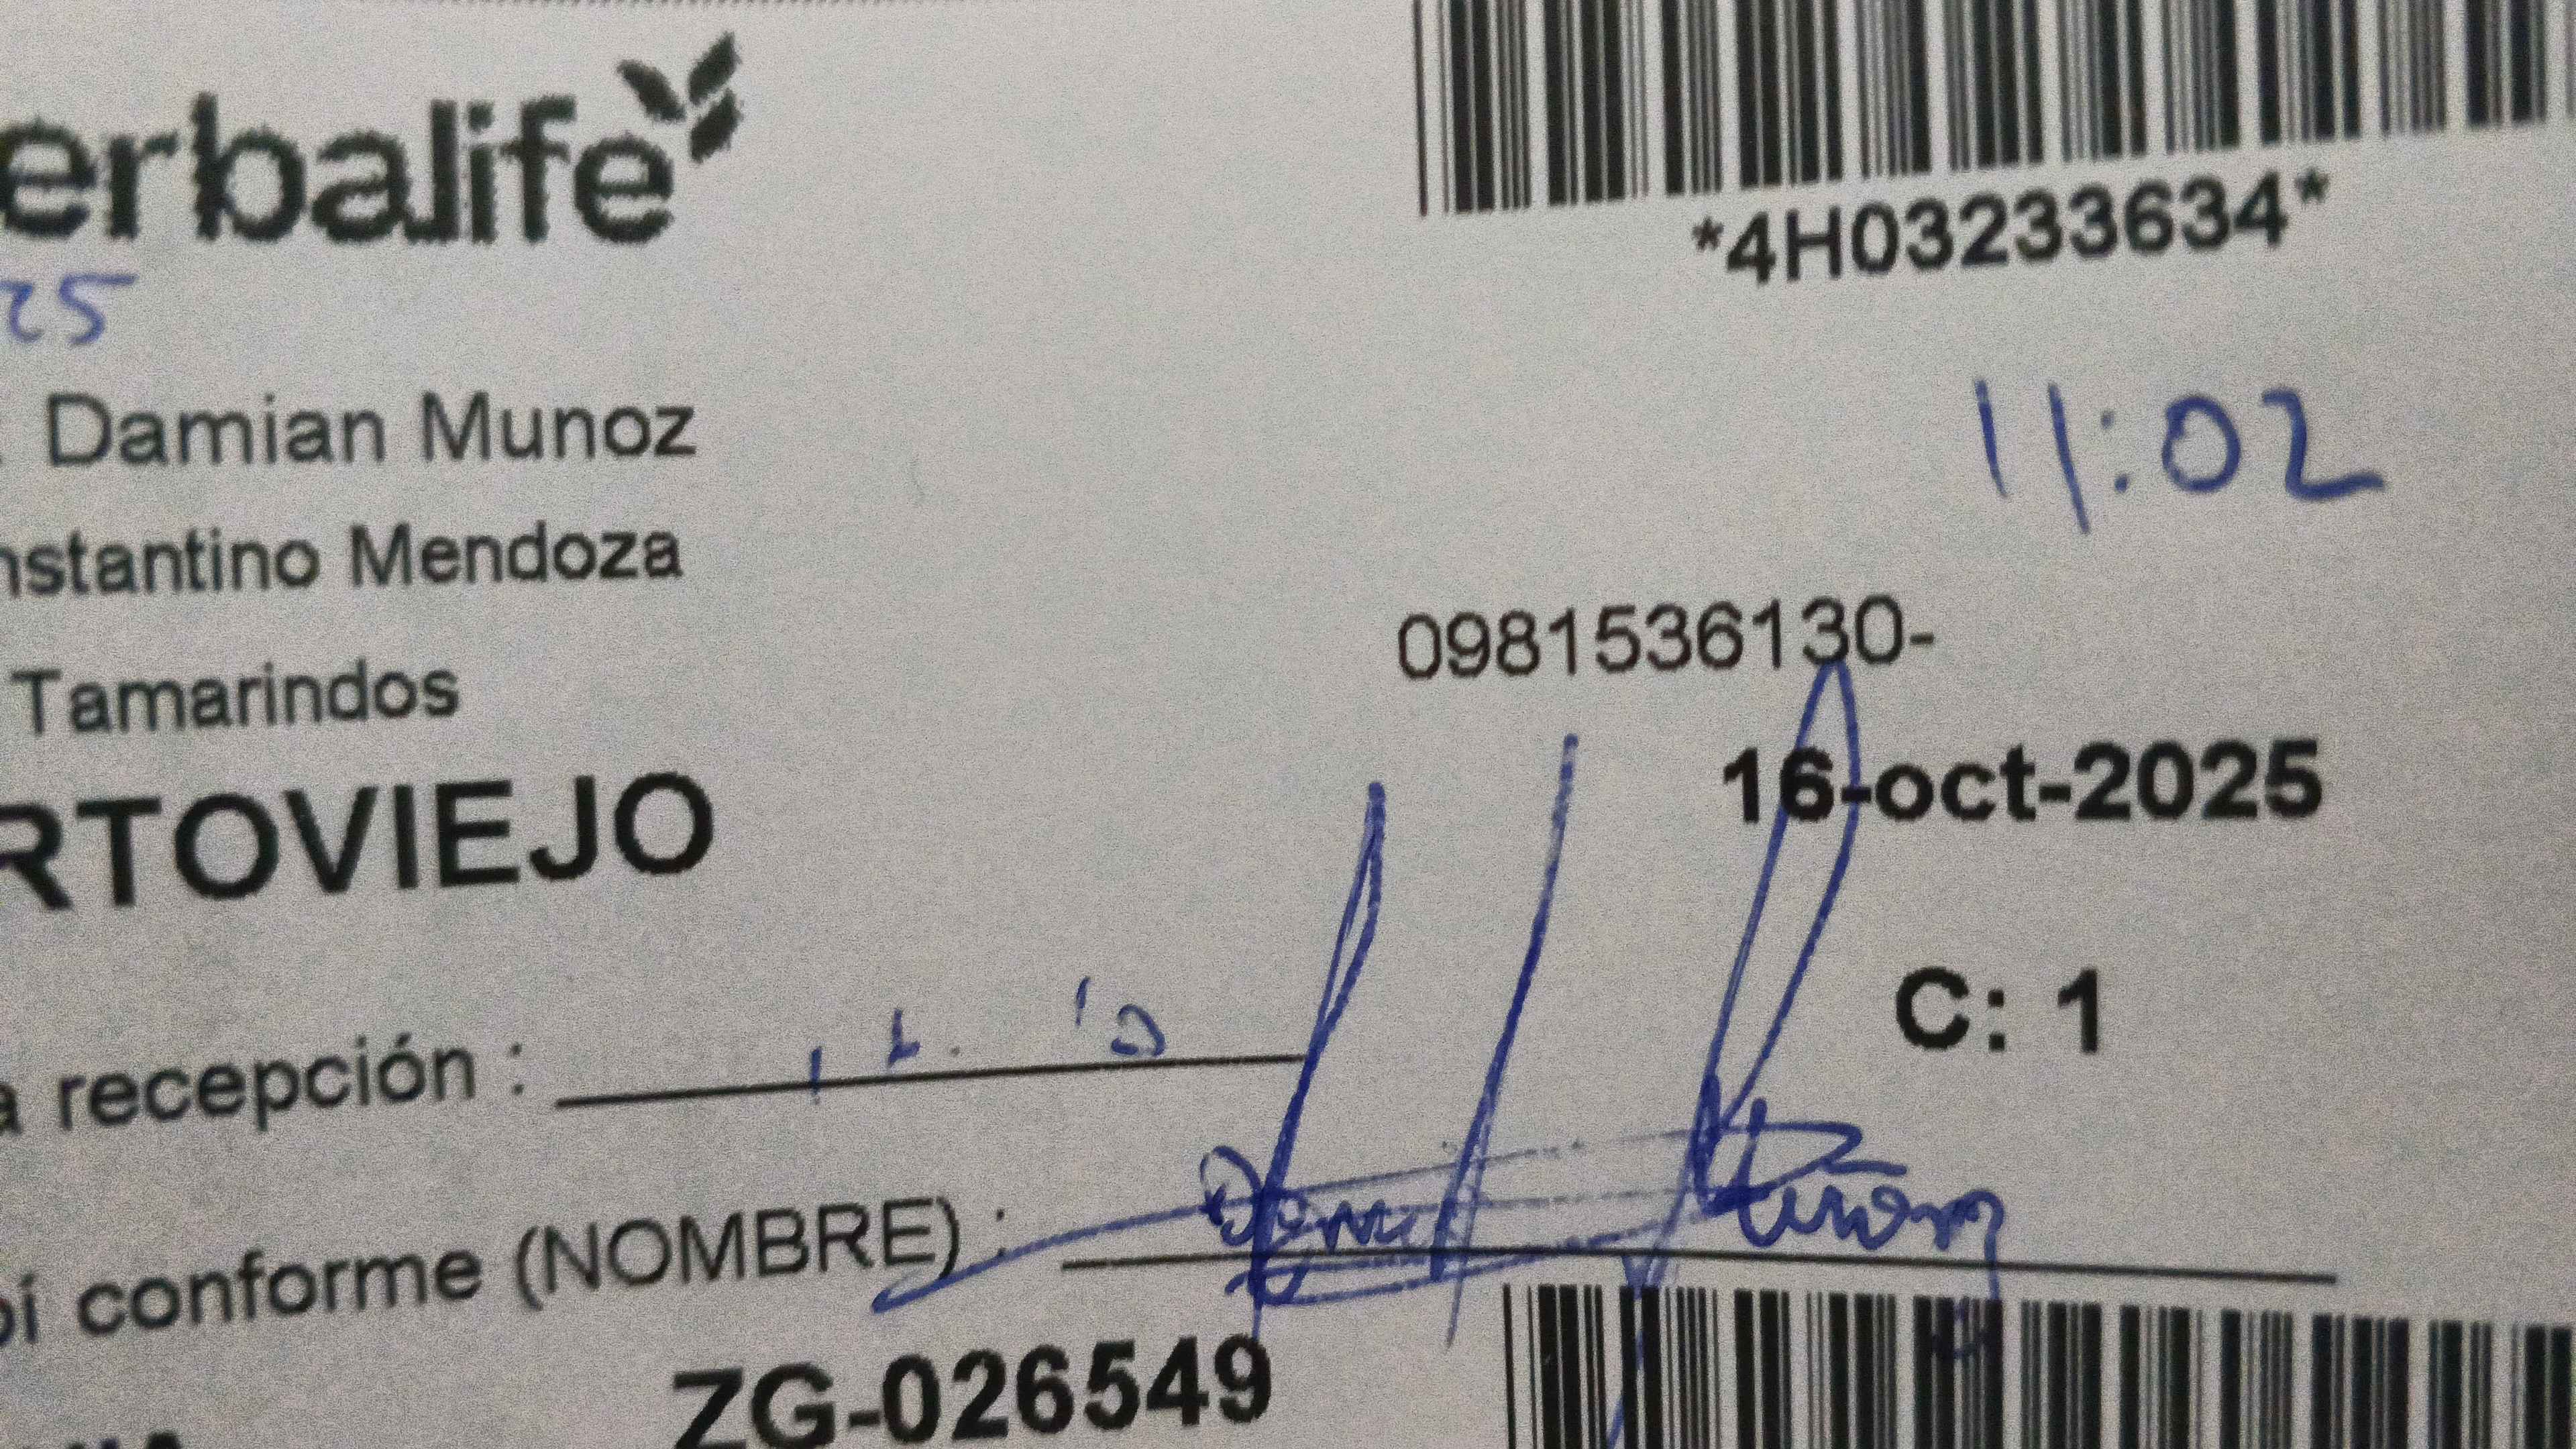 erbalife
*4H03233634*
25
11:02
. Damian Munoz
nstantino Mendoza
0981536130-
Tamarindos
16-oct-2025
RTOVIEJO
C: 1
a recepción :
bí conforme (NOMBRE) :
ZG-026549